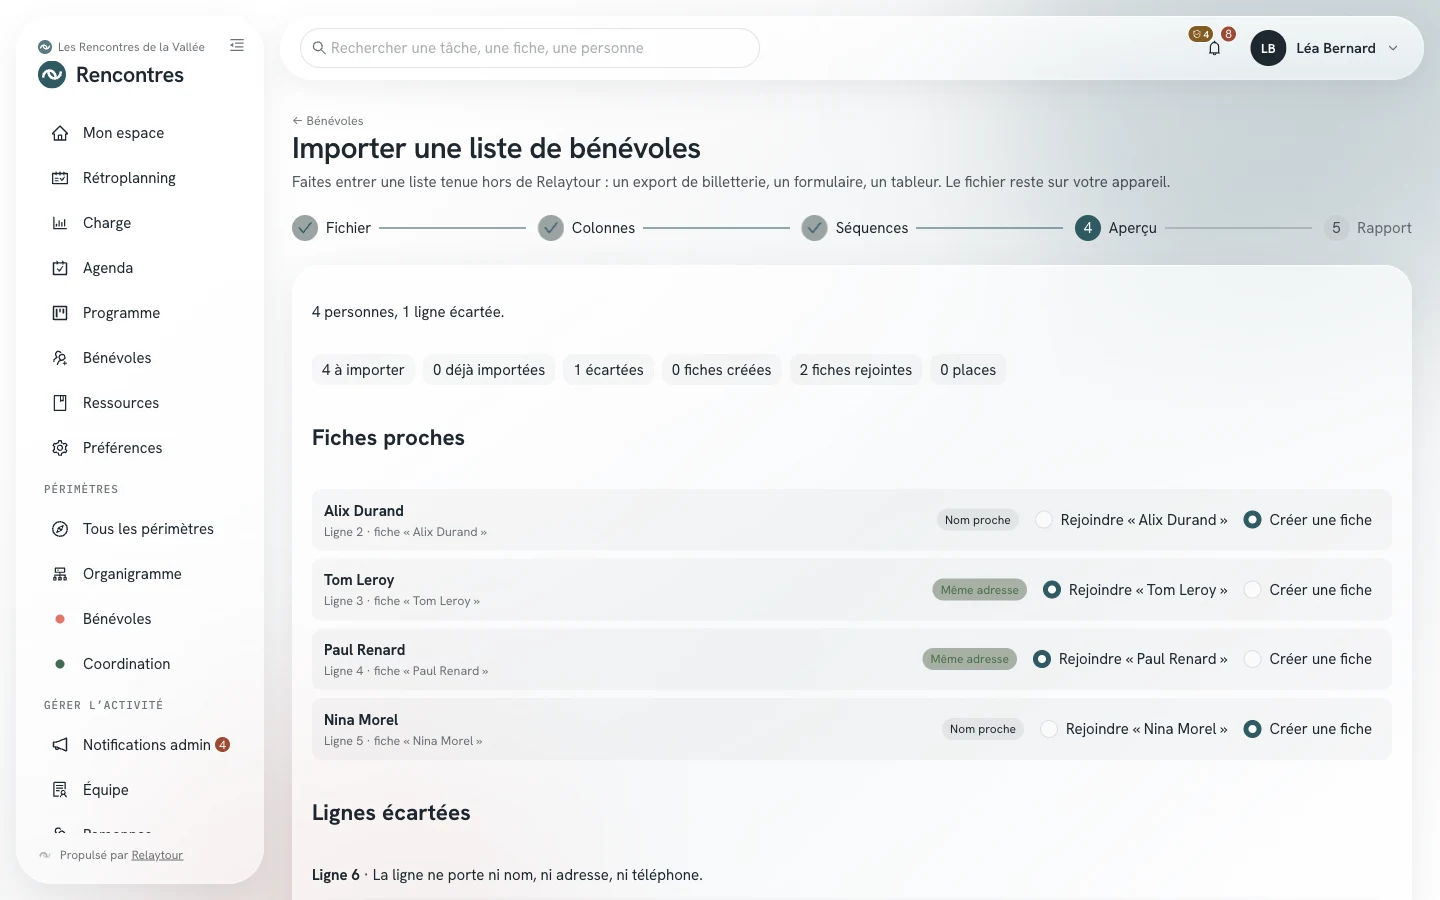 Les Rencontres de la Vallée
Rencontres
Mon espace
Rétroplanning
Charge
Agenda
Programme
Bénévoles
Ressources
Préférences
PÉRIMÈTRES
Tous les périmètres
Organigramme
Bénévoles
Coordination
GÉRER L’ACTIVITÉ
Notifications admin 4
Équipe
Propulsé par Relaytour
Rechercher une tâche, une fiche, une personne
4
8
LB
Léa Bernard
← Bénévoles
Importer une liste de bénévoles
Faites entrer une liste tenue hors de Relaytour : un export de billetterie, un formulaire, un tableur. Le fichier reste sur votre appareil.
Fichier
Colonnes
Séquences
4 Aperçu
5 Rapport
4 personnes, 1 ligne écartée.
4 à importer
0 déjà importées
1 écartées
0 fiches créées
2 fiches rejointes
0 places
Fiches proches
Alix Durand
Ligne 2 · fiche « Alix Durand »
Nom proche
Rejoindre « Alix Durand »
Créer une fiche
Tom Leroy
Ligne 3 · fiche « Tom Leroy »
Même adresse
Rejoindre « Tom Leroy »
Créer une fiche
Paul Renard
Ligne 4 · fiche « Paul Renard »
Même adresse
Rejoindre « Paul Renard »
Créer une fiche
Nina Morel
Ligne 5 · fiche « Nina Morel »
Nom proche
Rejoindre « Nina Morel »
Créer une fiche
Lignes écartées
Ligne 6 · La ligne ne porte ni nom, ni adresse, ni téléphone.